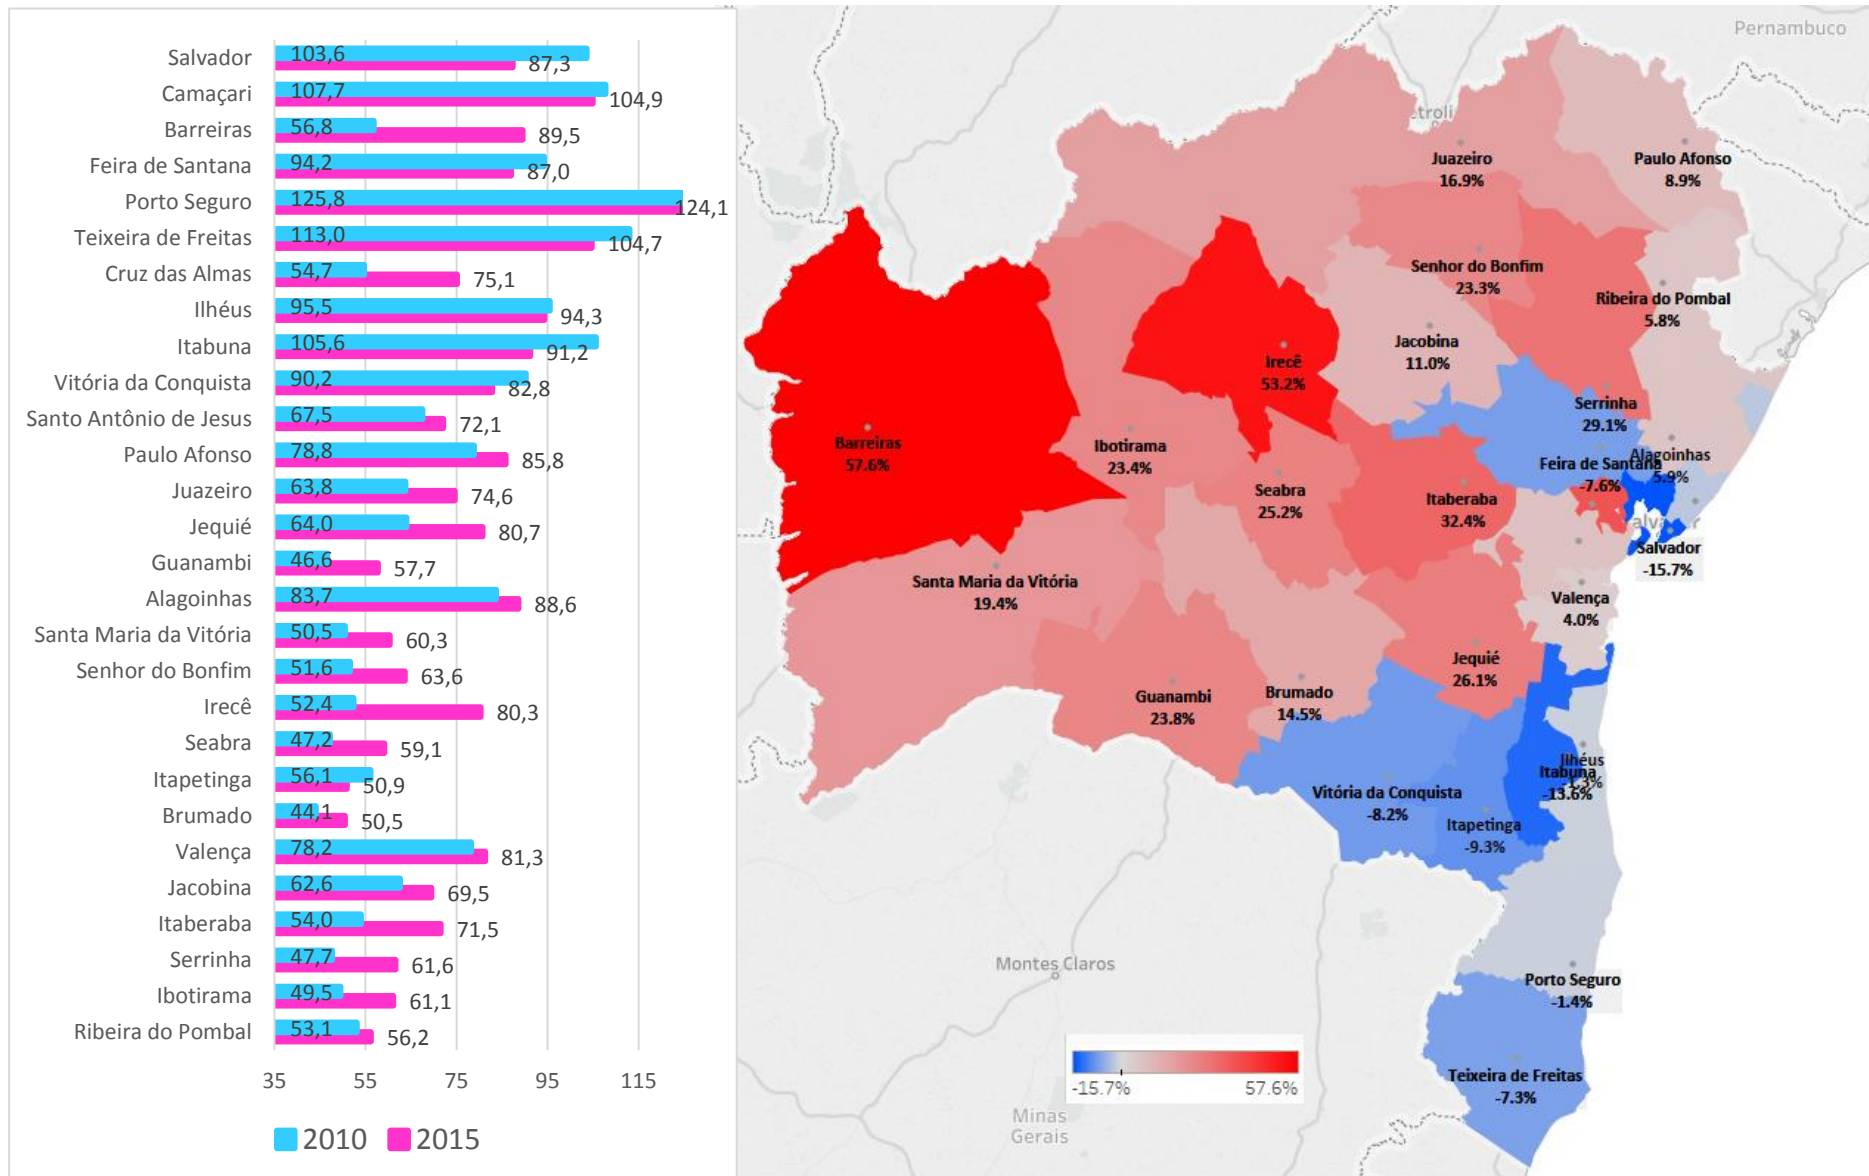 Salvador 103,6 87,3
Camaçari 107,7 104,9
Barreiras 56,8 89,5
Feira de Santana 94,2 87,0
Porto Seguro 125,8 124,1
Teixeira de Freitas 113,0 104,7
Cruz das Almas 54,7 75,1
Ilhéus 95,5 94,3
Itabuna 105,6 91,2
Vitória da Conquista 90,2 82,8
Santo Antônio de Jesus 67,5 72,1
Paulo Afonso 78,8 85,8
Juazeiro 63,8 74,6
Jequié 64,0 80,7
Guanambi 46,6 57,7
Alagoinhas 83,7 88,6
Santa Maria da Vitória 50,5 60,3
Senhor do Bonfim 51,6 63,6
Irecê 52,4 80,3
Seabra 47,2 59,1
Itapetinga 56,1 50,9
Brumado 44,1 50,5
Valença 78,2 81,3
Jacobina 62,6 69,5
Itaberaba 54,0 71,5
Serrinha 47,7 61,6
Ibotirama 49,5 61,1
Ribeira do Pombal 53,1 56,2
35 55 75 95 115
2010 2015
Pernambuco
etroli
Juazeiro
16.9%
Paulo Afonso
8.9%
Senhor do Bonfim
23.3%
Ribeira do Pombal
5.8%
Jacobina
11.0%
Irecê
53.2%
Serrinha
29.1%
Barreiras
57.6%
Ibotirama
23.4%
Alagoinhas
5.9%
Feira de Santana
-7.6%
Seabra
25.2%
Itaberaba
32.4%
alvador
Salvador
-15.7%
Santa Maria da Vitória
19.4%
Valença
4.0%
Jequié
26.1%
Guanambi
23.8%
Brumado
14.5%
Ilhéus
-1.3%
Itabuna
-13.6%
Vitória da Conquista
-8.2%
Itapetinga
-9.3%
Montes Claros
Porto Seguro
-1.4%
Teixeira de Freitas
-7.3%
-15.7% 57.6%
Minas
Gerais